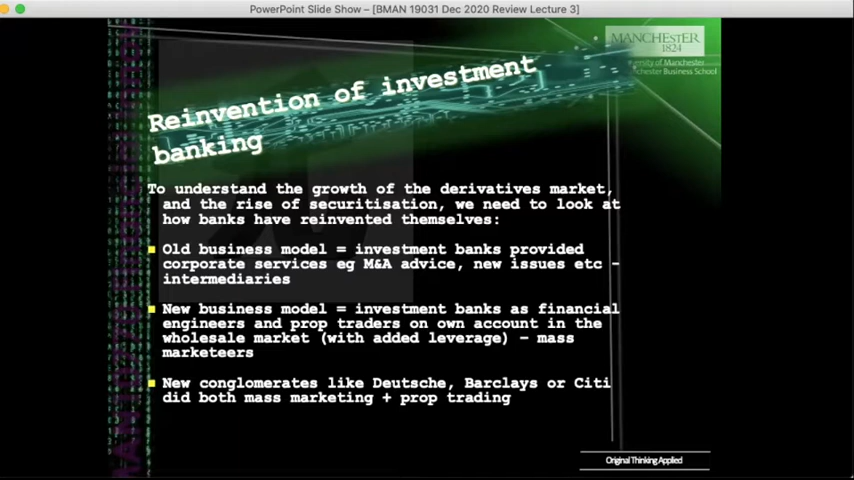 PowerPoint Slide Show – [BMAN 19031 Dec 2020 Review Lecture 3]
MANCHESTER
1824
University of Manchester
Manchester Business School
Reinvention of investment
banking
To understand the growth of the derivatives market,
and the rise of securitisation, we need to look at
how banks have reinvented themselves:
Old business model = investment banks provided
corporate services eg M&A advice, new issues etc –
intermediaries
New business model = investment banks as financial
engineers and prop traders on own account in the
wholesale market (with added leverage) – mass
marketeers
New conglomerates like Deutsche, Barclays or Citi
did both mass marketing + prop trading
Original Thinking Applied